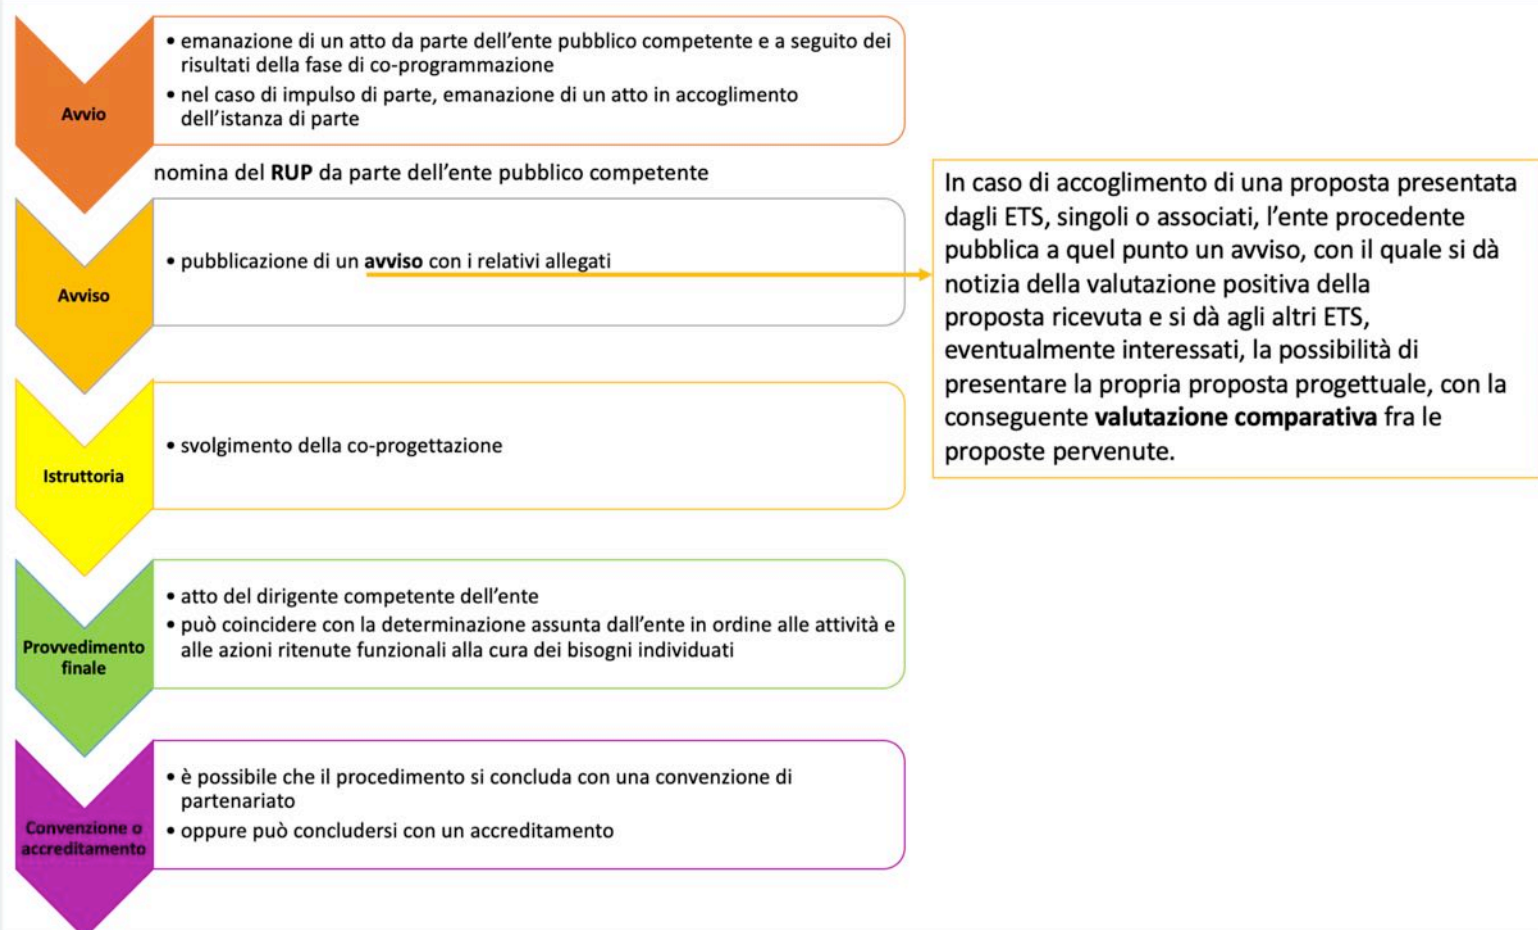 Avvio
• emanazione di un atto da parte dell'ente pubblico competente e a seguito dei
risultati della fase di co-programmazione
• nel caso di impulso di parte, emanazione di un atto in accoglimento
dell'istanza di parte
nomina del RUP da parte dell'ente pubblico competente
Avviso
• pubblicazione di un avviso con i relativi allegati
In caso di accoglimento di una proposta presentata
dagli ETS, singoli o associati, l'ente procedente
pubblica a quel punto un avviso, con il quale si dà
notizia della valutazione positiva della
proposta ricevuta e si dà agli altri ETS,
eventualmente interessati, la possibilità di
presentare la propria proposta progettuale, con la
conseguente valutazione comparativa fra le
proposte pervenute.
Istruttoria
• svolgimento della co-progettazione
Provvedimento
finale
• atto del dirigente competente dell'ente
• può coincidere con la determinazione assunta dall'ente in ordine alle attività e
alle azioni ritenute funzionali alla cura dei bisogni individuati
Convenzione o
accreditamento
• è possibile che il procedimento si concluda con una convenzione di
partenariato
• oppure può concludersi con un accreditamento